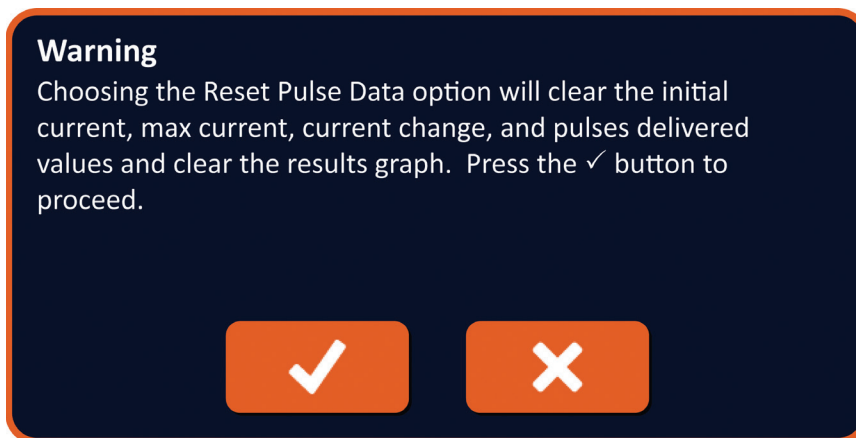 Warning
Choosing the Reset Pulse Data option will clear the initial
current, max current, current change, and pulses delivered
values and clear the results graph.  Press the ✓ button to
proceed.